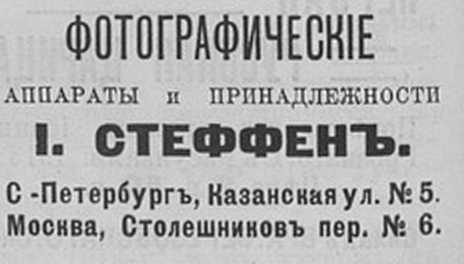 ФОТОГРАФИЧЕСКІЕ
АППАРАТЫ и ПРИНАДЛЕЖНОСТИ
І. СТЕФФЕНЪ.
С -Петербургъ, Казанская ул. № 5.
Москва, Столешниковъ пер. № 6.